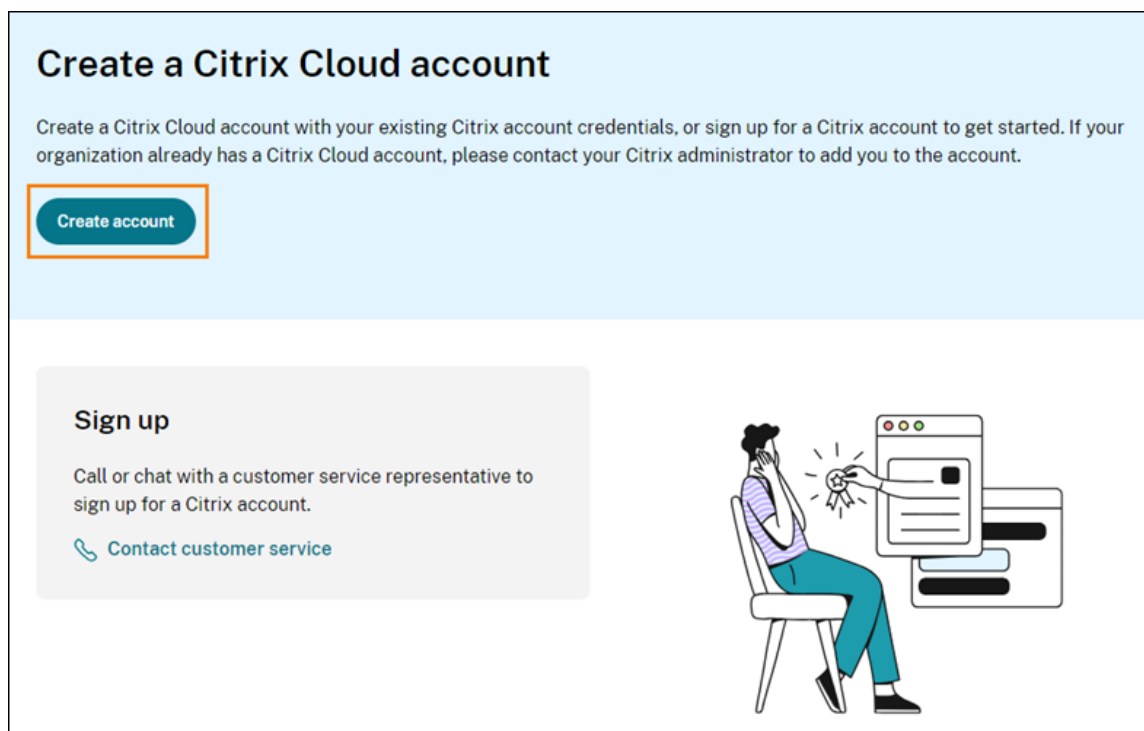 Create a Citrix Cloud account
Create a Citrix Cloud account with your existing Citrix account credentials, or sign up for a Citrix account to get started. If your
organization already has a Citrix Cloud account, please contact your Citrix administrator to add you to the account.
Create account
Sign up
Call or chat with a customer service representative to
sign up for a Citrix account.
Contact customer service